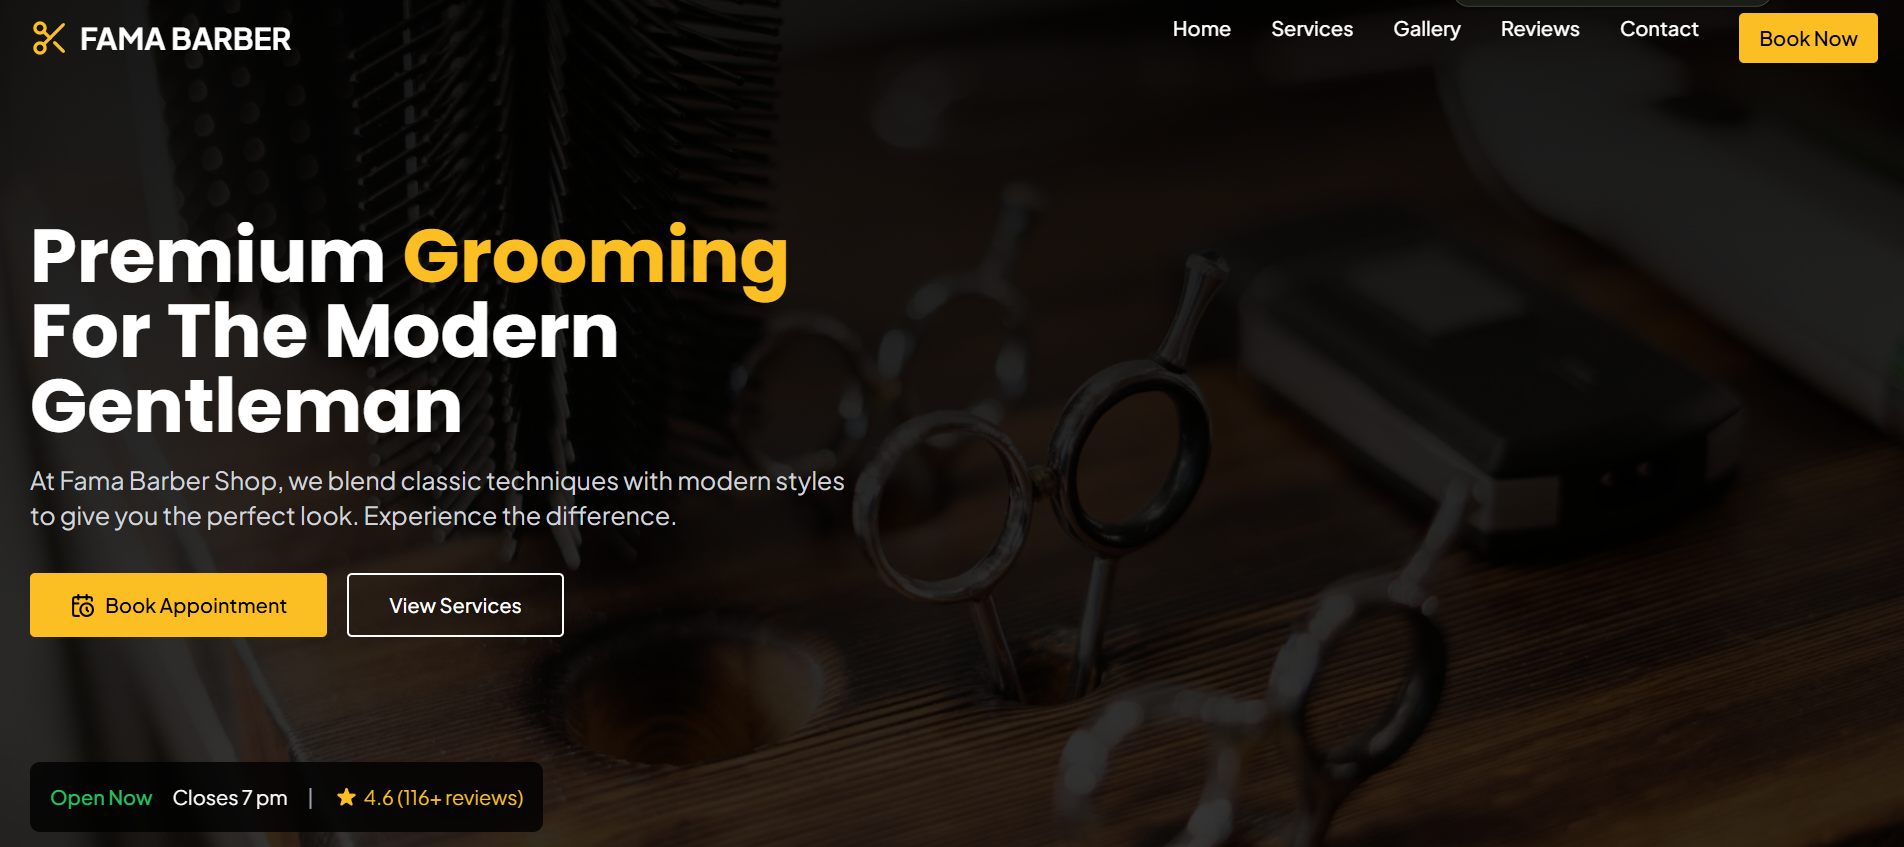 FAMA BARBER
Home Services Gallery Reviews Contact Book Now
Premium Grooming
For The Modern
Gentleman
At Fama Barber Shop, we blend classic techniques with modern styles
to give you the perfect look. Experience the difference.
Book Appointment View Services
Open Now Closes 7 pm | 4.6 (116+ reviews)